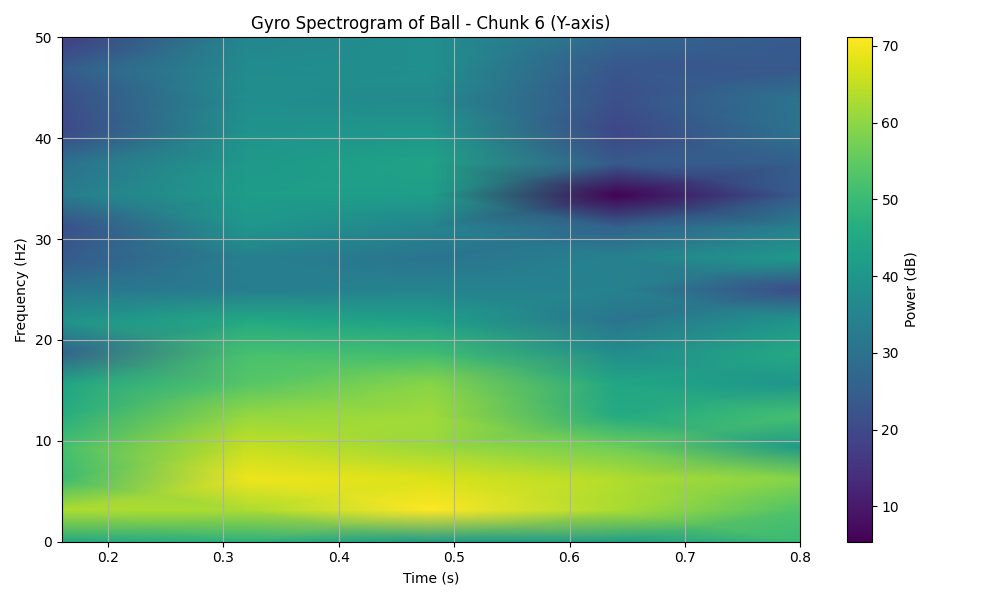 Gyro Spectrogram of Ball - Chunk 6 (Y-axis)
50
40
30
20
10
0
Frequency (Hz)
0.2 0.3 0.4 0.5 0.6 0.7 0.8
Time (s)
70
60
50
40
30
20
10
Power (dB)